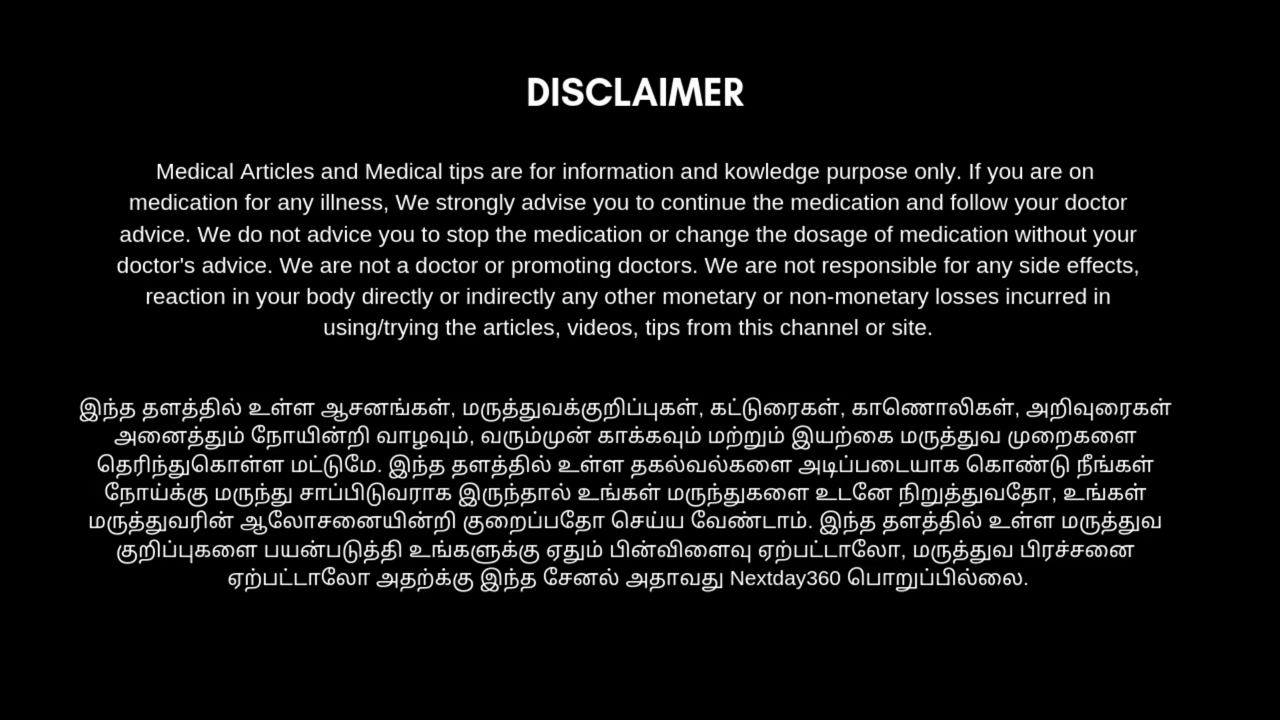 DISCLAIMER
Medical Articles and Medical tips are for information and kowledge purpose only. If you are on
medication for any illness, We strongly advise you to continue the medication and follow your doctor
advice. We do not advice you to stop the medication or change the dosage of medication without your
doctor's advice. We are not a doctor or promoting doctors. We are not responsible for any side effects,
reaction in your body directly or indirectly any other monetary or non-monetary losses incurred in
using/trying the articles, videos, tips from this channel or site.
இந்த தளத்தில் உள்ள ஆசனங்கள், மருத்துவக்குறிப்புகள், கட்டுரைகள், காணொலிகள், அறிவுரைகள்
அனைத்தும் நோயின்றி வாழவும், வரும்முன் காக்கவும் மற்றும் இயற்கை மருத்துவ முறைகளை
தெரிந்துகொள்ள மட்டுமே. இந்த தளத்தில் உள்ள தகல்வல்களை அடிப்படையாக கொண்டு நீங்கள்
நோய்க்கு மருந்து சாப்பிடுவராக இருந்தால் உங்கள் மருந்துகளை உடனே நிறுத்துவதோ, உங்கள்
மருத்துவரின் ஆலோசனையின்றி குறைப்பதோ செய்ய வேண்டாம். இந்த தளத்தில் உள்ள மருத்துவ
குறிப்புகளை பயன்படுத்தி உங்களுக்கு ஏதும் பின்விளைவு ஏற்பட்டாலோ, மருத்துவ பிரச்சனை
ஏற்பட்டாலோ அதற்க்கு இந்த சேனல் அதாவது Nextday360 பொறுப்பில்லை.